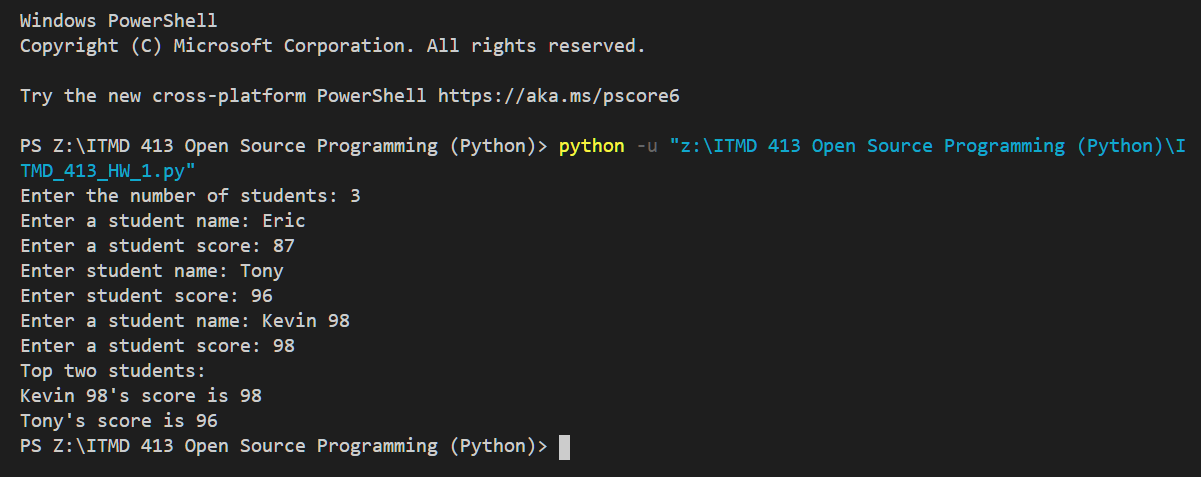 Windows PowerShell
Copyright (C) Microsoft Corporation. All rights reserved.
Try the new cross-platform PowerShell https://aka.ms/pscore6
PS Z:\ITMD 413 Open Source Programming (Python)> python -u "z:\ITMD 413 Open Source Programming (Python)\I
TMD_413_HW_1.py"
Enter the number of students: 3
Enter a student name: Eric
Enter a student score: 87
Enter student name: Tony
Enter student score: 96
Enter a student name: Kevin 98
Enter a student score: 98
Top two students:
Kevin 98's score is 98
Tony's score is 96
PS Z:\ITMD 413 Open Source Programming (Python)>